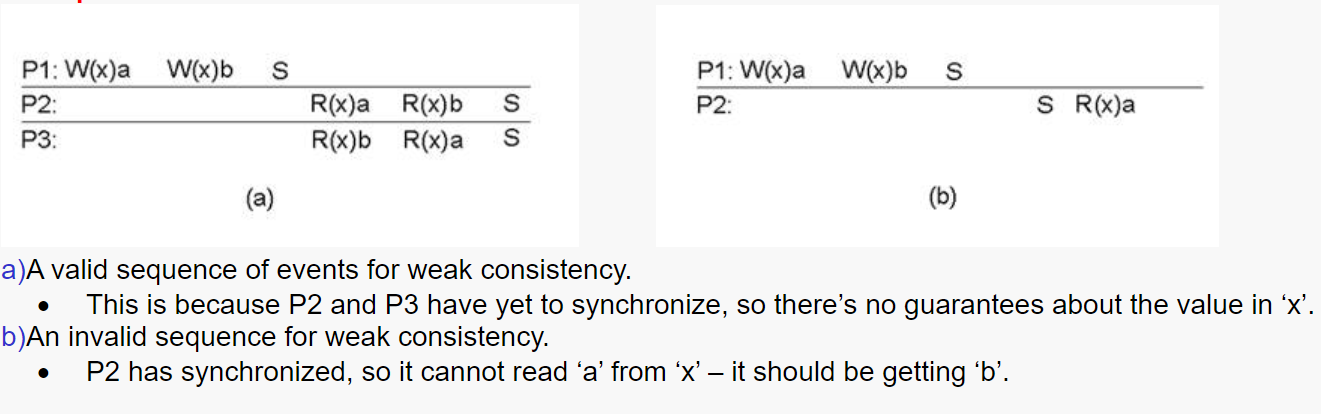 P1: W(x)a W(x)b S
P2: R(x)a R(x)b S
P3: R(x)b R(x)a S
(a)
P1: W(x)a W(x)b S
P2: S R(x)a
(b)
a)A valid sequence of events for weak consistency.
• This is because P2 and P3 have yet to synchronize, so there’s no guarantees about the value in ‘x’.
b)An invalid sequence for weak consistency.
• P2 has synchronized, so it cannot read ‘a’ from ‘x’ – it should be getting ‘b’.